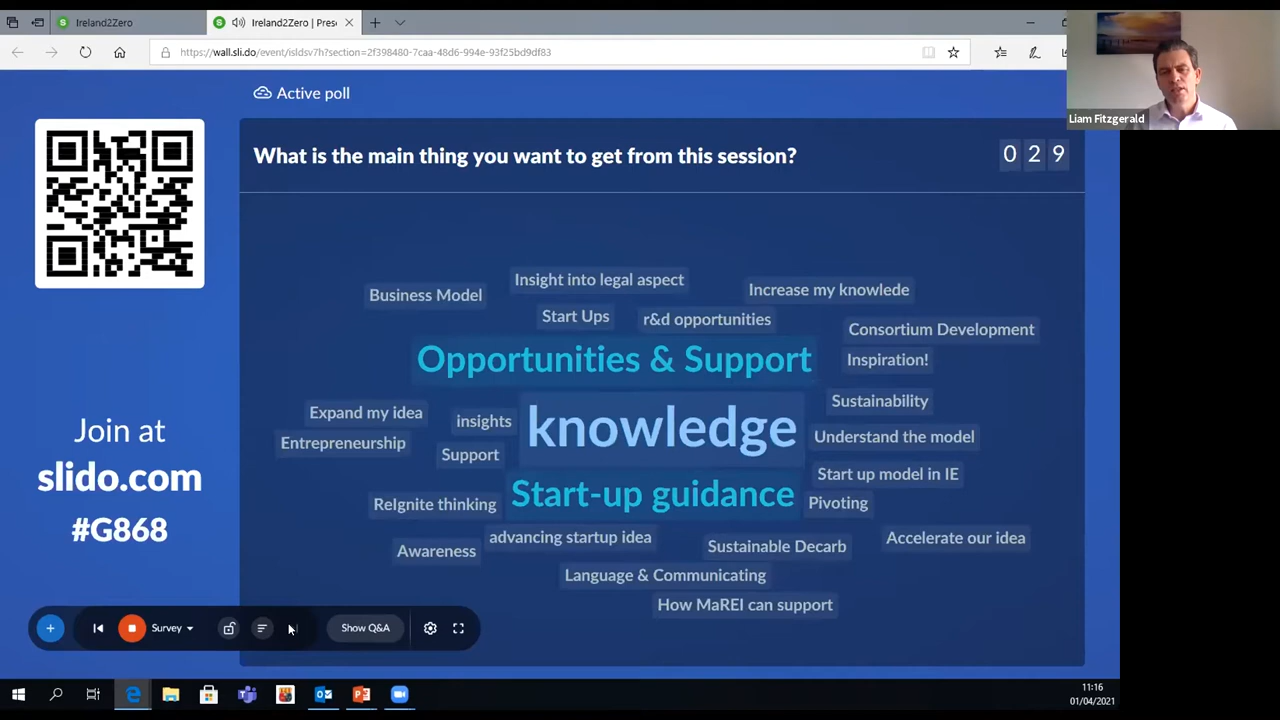 Ireland2Zero
Ireland2Zero | Pres
https://wall.sli.do/event/isldsv7h?section=2f398480-7caa-48d6-994e-93f25bd9df83
Liam Fitzgerald
Active poll
What is the main thing you want to get from this session?
029
Insight into legal aspect
Business Model
Increase my knowlede
Start Ups
r&d opportunities
Consortium Development
Opportunities & Support
Inspiration!
Sustainability
Expand my idea
insights
knowledge
Understand the model
Entrepreneurship
Support
Start up model in IE
ReIgnite thinking
Start-up guidance
Pivoting
advancing startup idea
Accelerate our idea
Awareness
Sustainable Decarb
Language & Communicating
How MaREI can support
Join at
slido.com
#G868
Survey
Show Q&A
11:16
01/04/2021